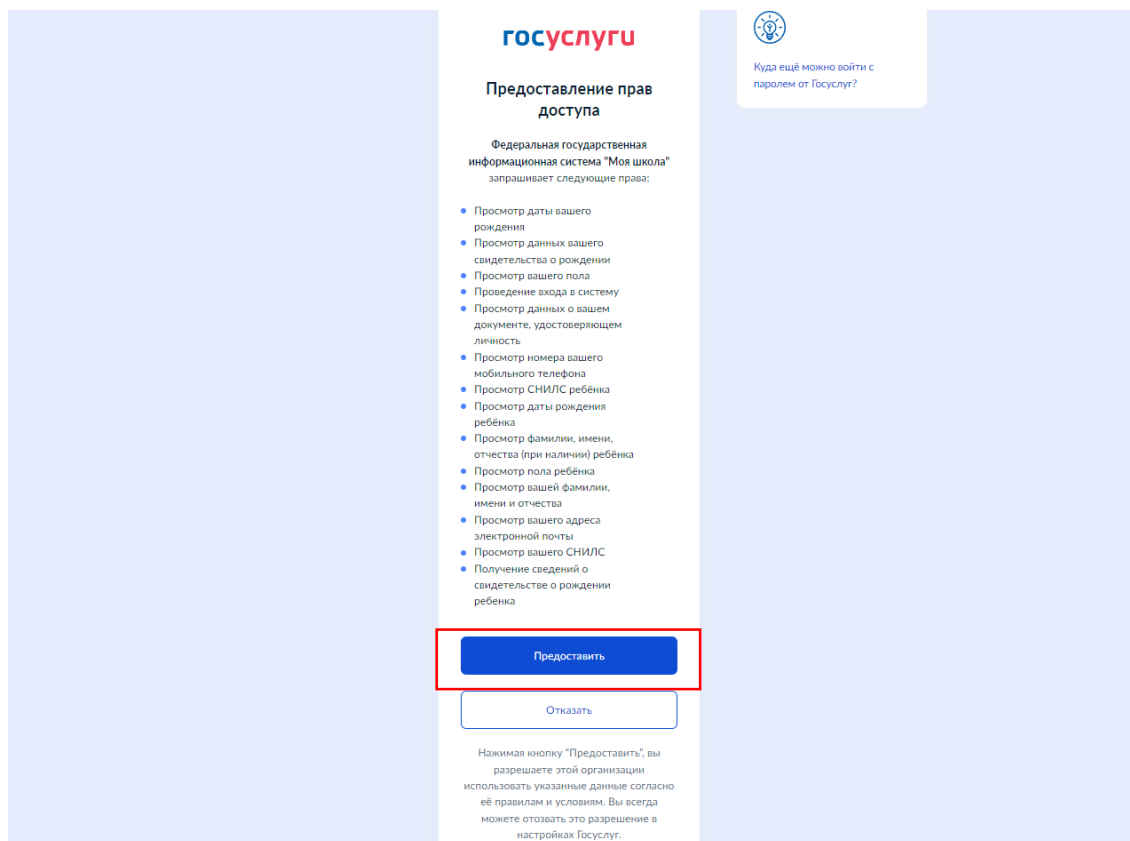 госуслуги
Предоставление прав
доступа
Федеральная государственная
информационная система "Моя школа"
запрашивает следующие права:
Просмотр даты вашего
рождения
Просмотр данных вашего
свидетельства о рождении
Просмотр вашего пола
Проведение входа в систему
Просмотр данных о вашем
документе, удостоверяющем
личность
Просмотр номера вашего
мобильного телефона
Просмотр СНИЛС ребёнка
Просмотр даты рождения
ребёнка
Просмотр фамилии, имени,
отчества (при наличии) ребёнка
Просмотр пола ребёнка
Просмотр вашей фамилии,
имени и отчества
Просмотр вашего адреса
электронной почты
Просмотр вашего СНИЛС
Получение сведений о
свидетельстве о рождении
ребенка
Предоставить
Отказать
Нажимая кнопку "Предоставить", вы
разрешаете этой организации
использовать указанные данные согласно
её правилам и условиям. Вы всегда
можете отозвать это разрешение в
настройках Госуслуг.
Куда ещё можно войти с
паролем от Госуслуг?